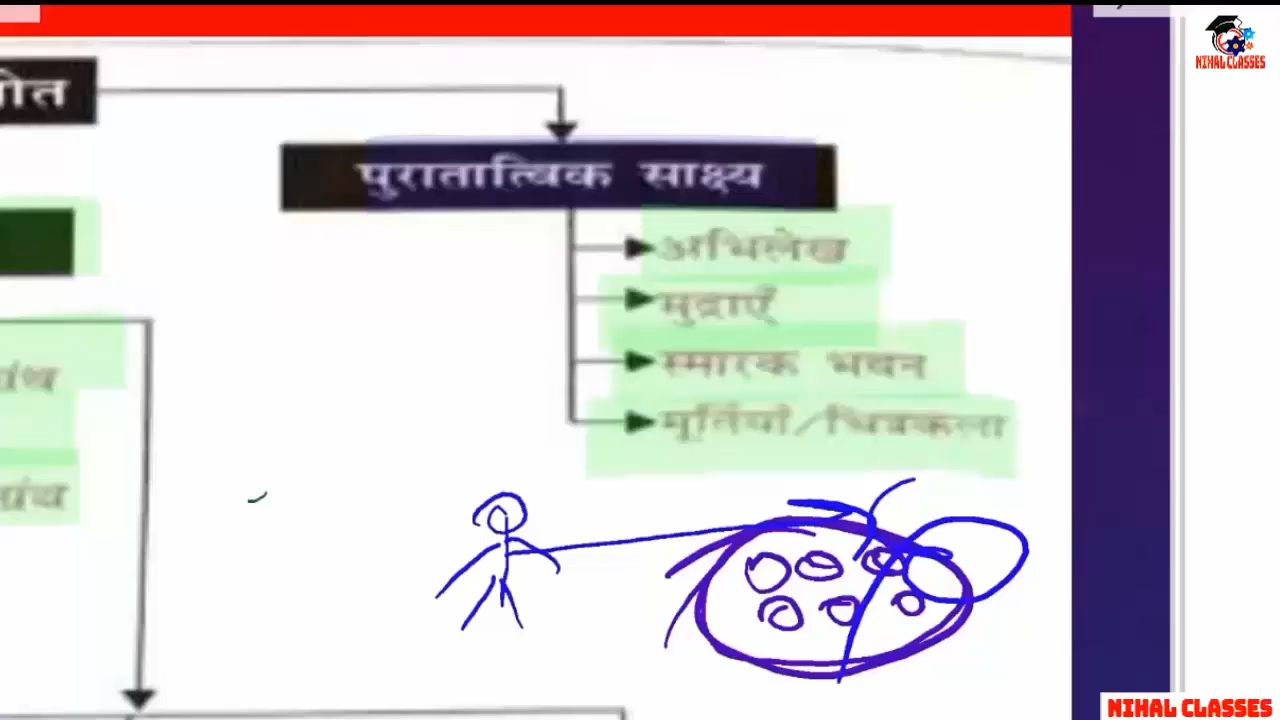 NIHAL CLASSES
पुरातात्विक साक्ष्य
अभिलेख
मुद्राएँ
स्मारक भवन
मूर्तियाँ/चित्रकला
NIHAL CLASSES